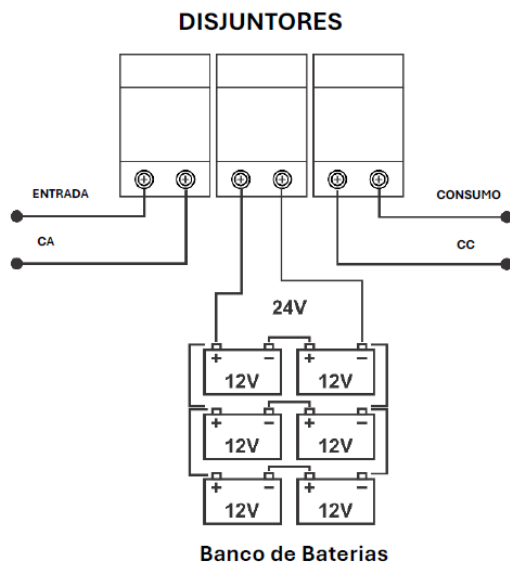 DISJUNTORES
ENTRADA
CONSUMO
CA
CC
24V
+ − + −
12V 12V
+ − + −
12V 12V
+ − + −
12V 12V
Banco de Baterias